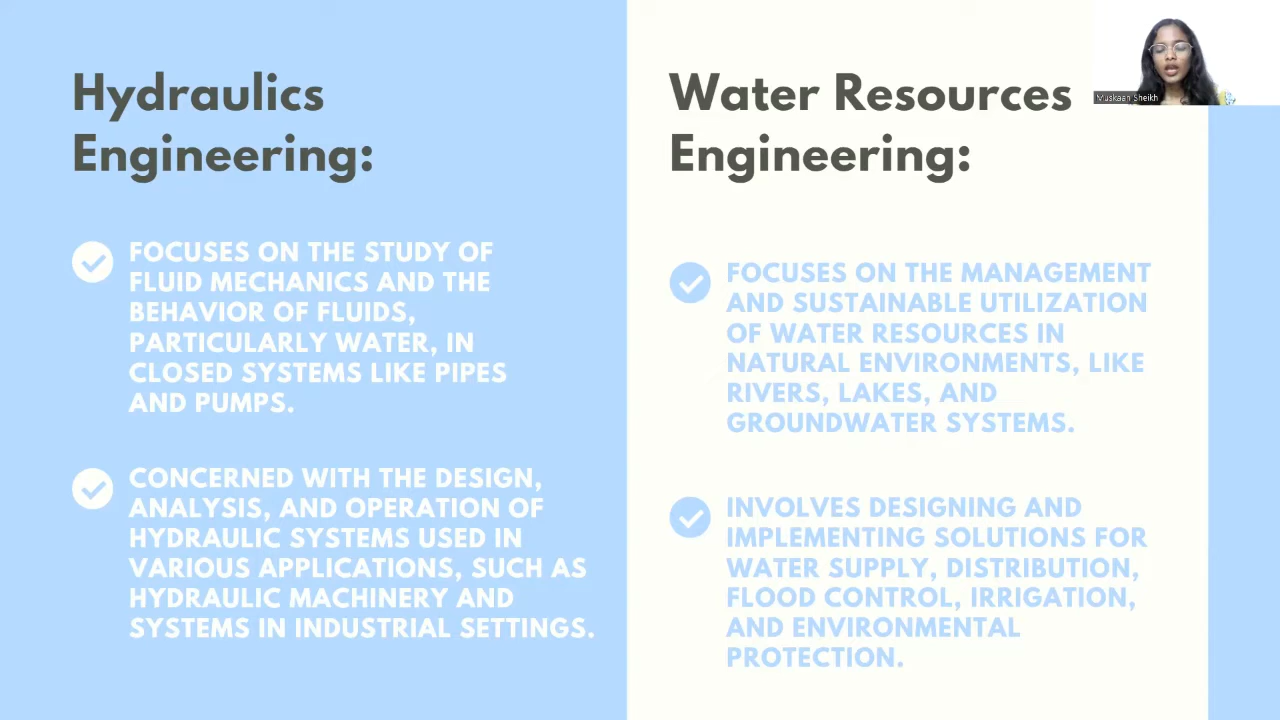 Hydraulics
Engineering:
FOCUSES ON THE STUDY OF
FLUID MECHANICS AND THE
BEHAVIOR OF FLUIDS,
PARTICULARLY WATER, IN
CLOSED SYSTEMS LIKE PIPES
AND PUMPS.
CONCERNED WITH THE DESIGN,
ANALYSIS, AND OPERATION OF
HYDRAULIC SYSTEMS USED IN
VARIOUS APPLICATIONS, SUCH AS
HYDRAULIC MACHINERY AND
SYSTEMS IN INDUSTRIAL SETTINGS.
Water Resources
Engineering:
FOCUSES ON THE MANAGEMENT
AND SUSTAINABLE UTILIZATION
OF WATER RESOURCES IN
NATURAL ENVIRONMENTS, LIKE
RIVERS, LAKES, AND
GROUNDWATER SYSTEMS.
INVOLVES DESIGNING AND
IMPLEMENTING SOLUTIONS FOR
WATER SUPPLY, DISTRIBUTION,
FLOOD CONTROL, IRRIGATION,
AND ENVIRONMENTAL
PROTECTION.
Muskaan Sheikh